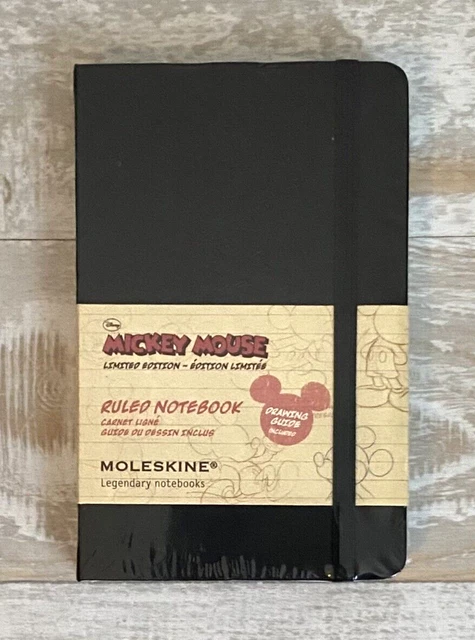 Disney
MICKEY MOUSE
LIMITED EDITION – ÉDITION LIMITÉE
RULED NOTEBOOK
CARNET LIGNÉ
GUIDE DU DESSIN INCLUS
DRAWING
GUIDE
INCLUDED
MOLESKINE®
Legendary notebooks